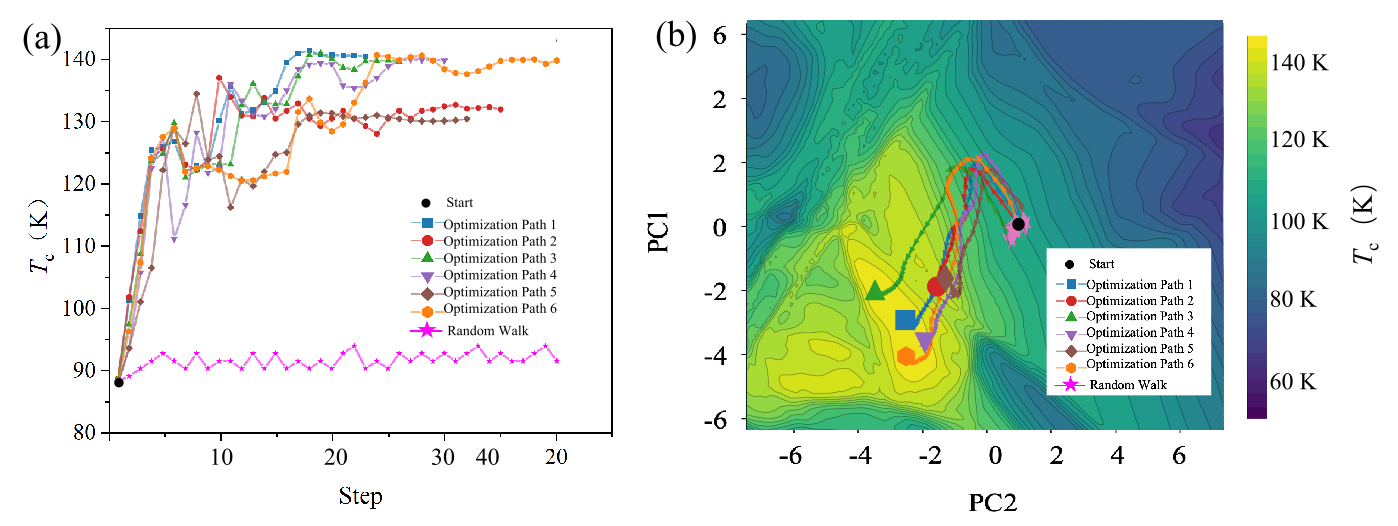 (a)
140
130
120
110
100
90
80
Tc (K)
10
20
30
40
20
Step
Start
Optimization Path 1
Optimization Path 2
Optimization Path 3
Optimization Path 4
Optimization Path 5
Optimization Path 6
Random Walk
(b)
6
2
2
0
-2
-4
-6
PC1
-6
-4
-2
0
2
4
6
PC2
Start
Optimization Path 1
Optimization Path 2
Optimization Path 3
Optimization Path 4
Optimization Path 5
Optimization Path 6
Random Walk
140 K
120 K
100 K
80 K
60 K
Tc (K)